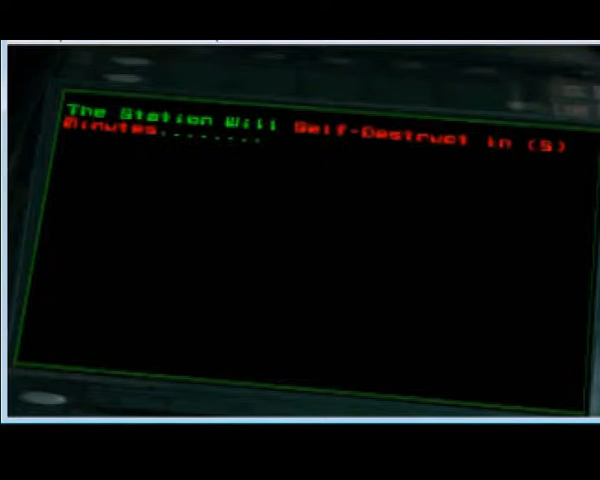 The Station Will Self-Destruct in (5)
Minutes........